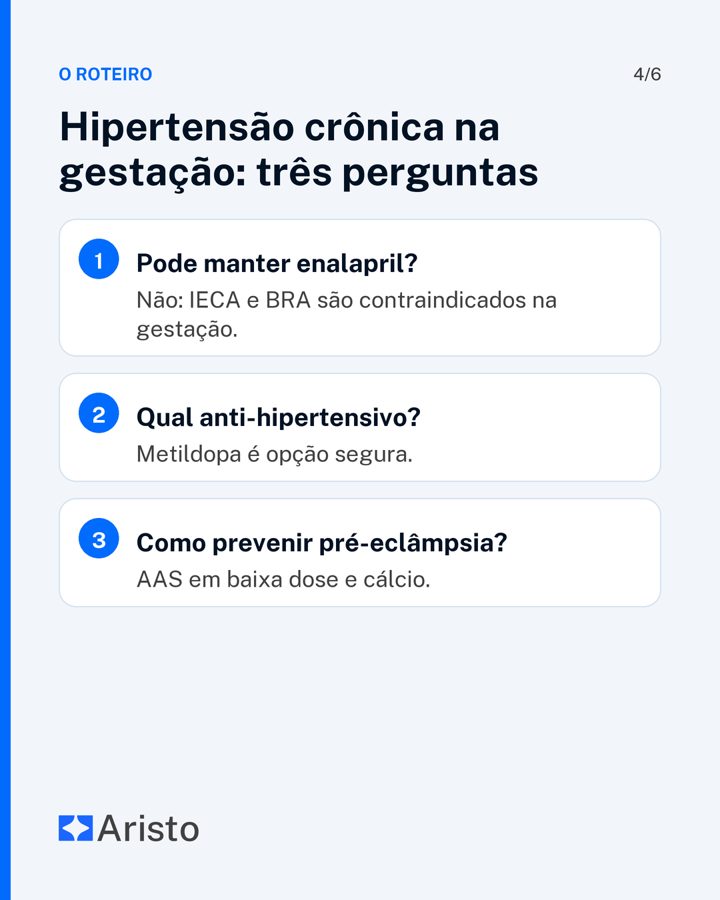 O ROTEIRO
4/6
Hipertensão crônica na
gestação: três perguntas
1
Pode manter enalapril?
Não: IECA e BRA são contraindicados na
gestação.
2
Qual anti-hipertensivo?
Metildopa é opção segura.
3
Como prevenir pré-eclâmpsia?
AAS em baixa dose e cálcio.
Aristo